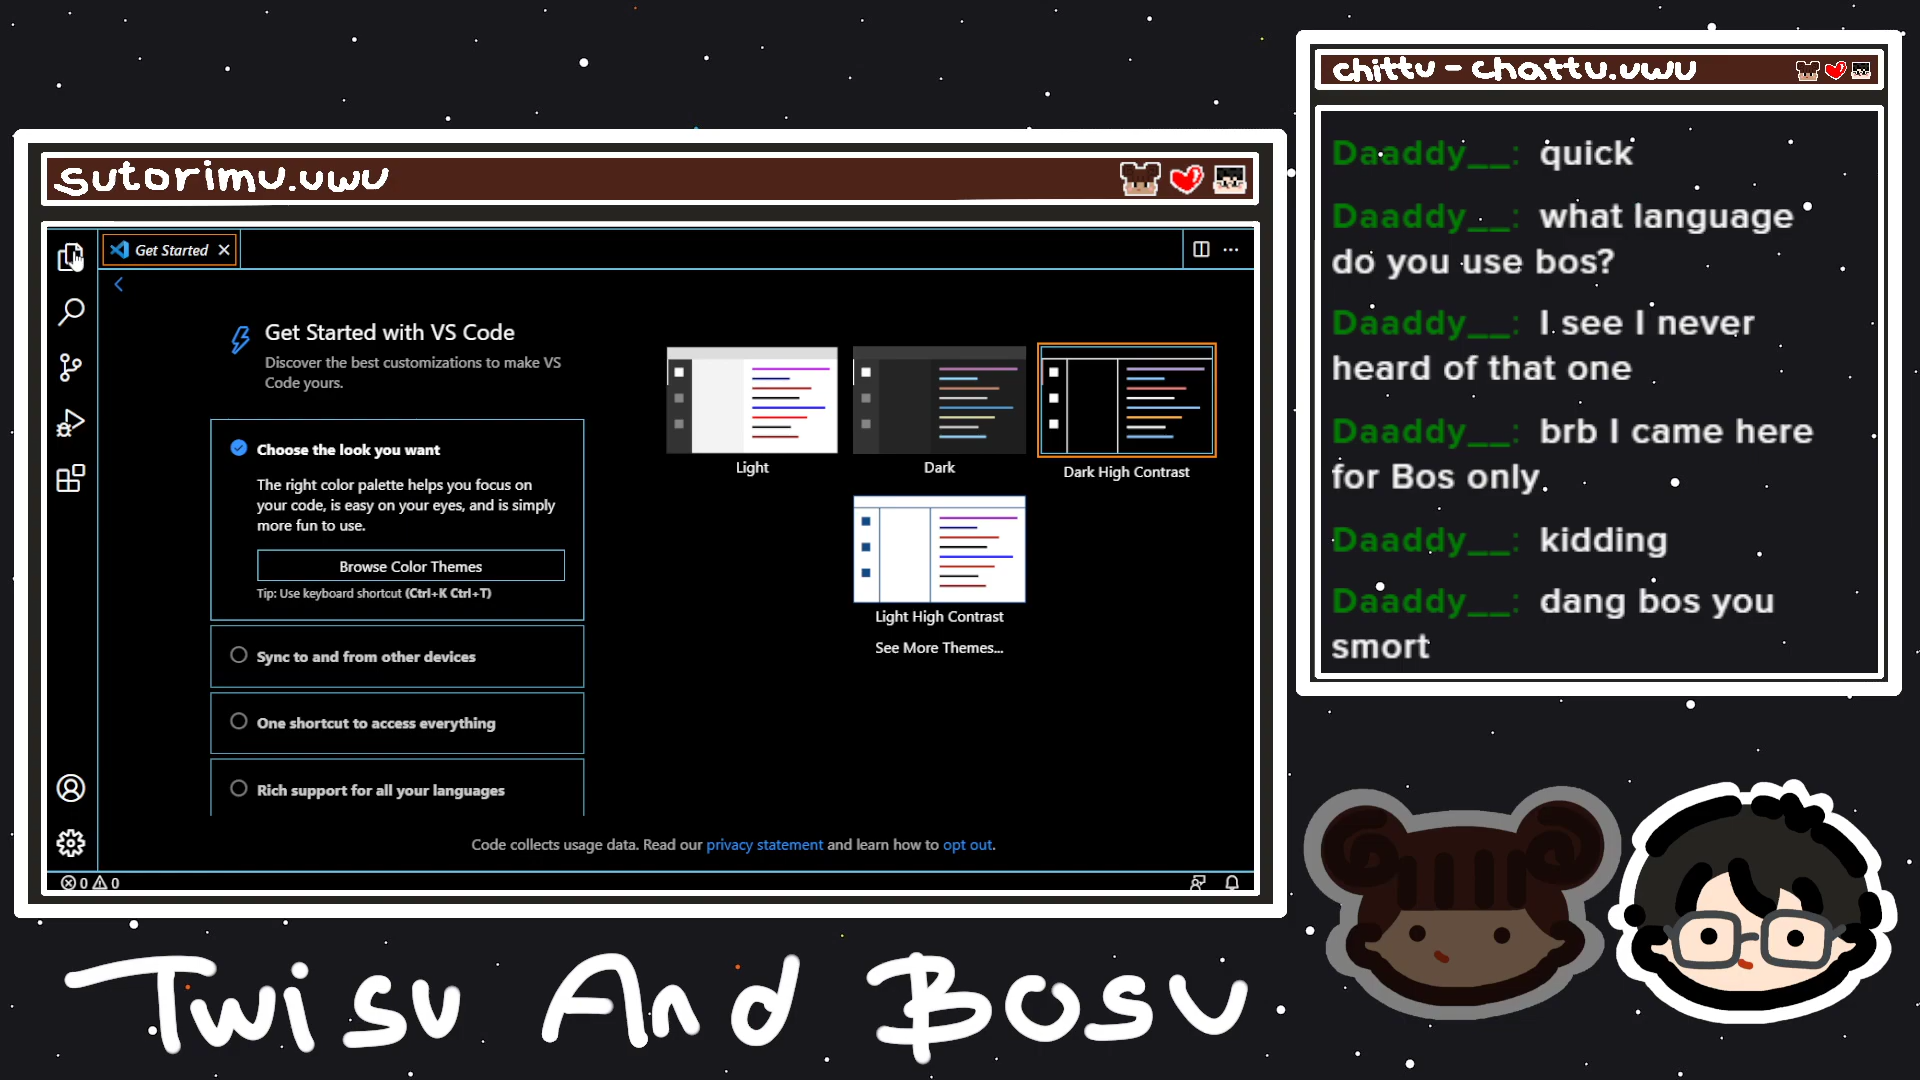 sutorimu.uwu
Get Started
Get Started with VS Code
Discover the best customizations to make VS
Code yours.
Choose the look you want
The right color palette helps you focus on
your code, is easy on your eyes, and is simply
more fun to use.
Browse Color Themes
Tip: Use keyboard shortcut (Ctrl+K Ctrl+T)
Sync to and from other devices
One shortcut to access everything
Rich support for all your languages
Light
Dark
Dark High Contrast
Light High Contrast
See More Themes...
Code collects usage data. Read our privacy statement and learn how to opt out.
0 0
chittu - chattu.uwu
Daaddy__: quick
Daaddy__: what language
do you use bos?
Daaddy__: I see I never
heard of that one
Daaddy__: brb I came here
for Bos only
Daaddy__: kidding
Daaddy__: dang bos you
smort
Twisu And Bosu